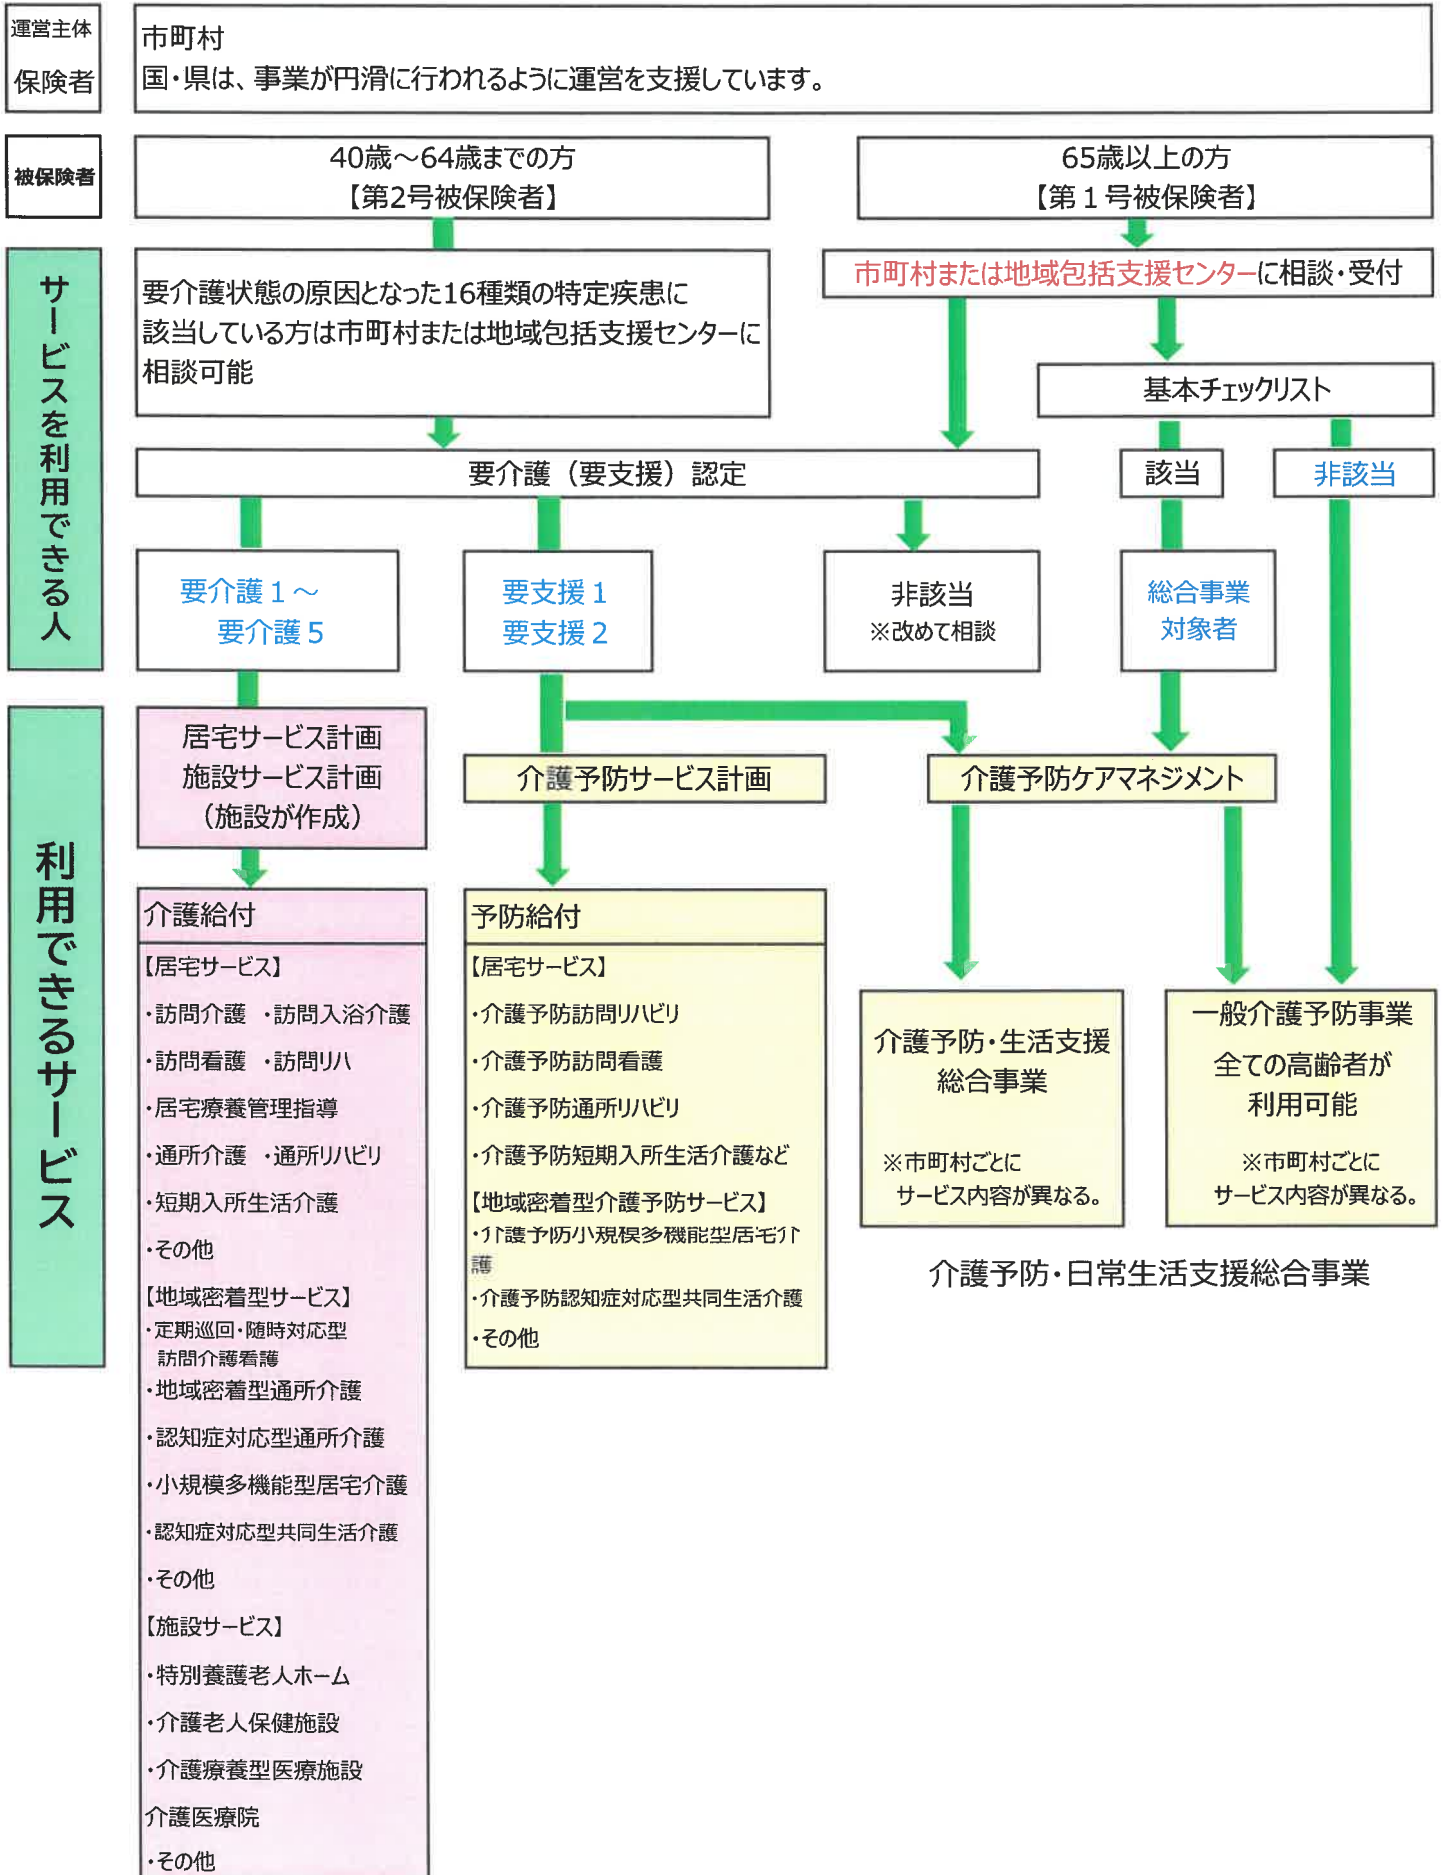 運営主体
保険者
市町村
国・県は、事業が円滑に行われるように運営を支援しています。
被保険者
40歳～64歳までの方
【第2号被保険者】
65歳以上の方
【第１号被保険者】
サービスを利用できる人
市町村または地域包括支援センターに相談・受付
要介護状態の原因となった16種類の特定疾患に
該当している方は市町村または地域包括支援センターに
相談可能
基本チェックリスト
要介護（要支援）認定
該当
非該当
要介護１～
要介護５
要支援１
要支援２
非該当
※改めて相談
総合事業
対象者
利用できるサービス
居宅サービス計画
施設サービス計画
（施設が作成）
介護予防サービス計画
介護予防ケアマネジメント
介護給付
【居宅サービス】
・訪問介護　・訪問入浴介護
・訪問看護　・訪問リハ
・居宅療養管理指導
・通所介護　・通所リハビリ
・短期入所生活介護
・その他
【地域密着型サービス】
・定期巡回・随時対応型
訪問介護看護
・地域密着型通所介護
・認知症対応型通所介護
・小規模多機能型居宅介護
・認知症対応型共同生活介護
・その他
【施設サービス】
・特別養護老人ホーム
・介護老人保健施設
・介護療養型医療施設
介護医療院
・その他
予防給付
【居宅サービス】
・介護予防訪問リハビリ
・介護予防訪問看護
・介護予防通所リハビリ
・介護予防短期入所生活介護など
【地域密着型介護予防サービス】
・介護予防小規模多機能型居宅介
護
・介護予防認知症対応型共同生活介護
・その他
介護予防・生活支援
総合事業
※市町村ごとに
サービス内容が異なる。
一般介護予防事業
全ての高齢者が
利用可能
※市町村ごとに
サービス内容が異なる。
介護予防・日常生活支援総合事業